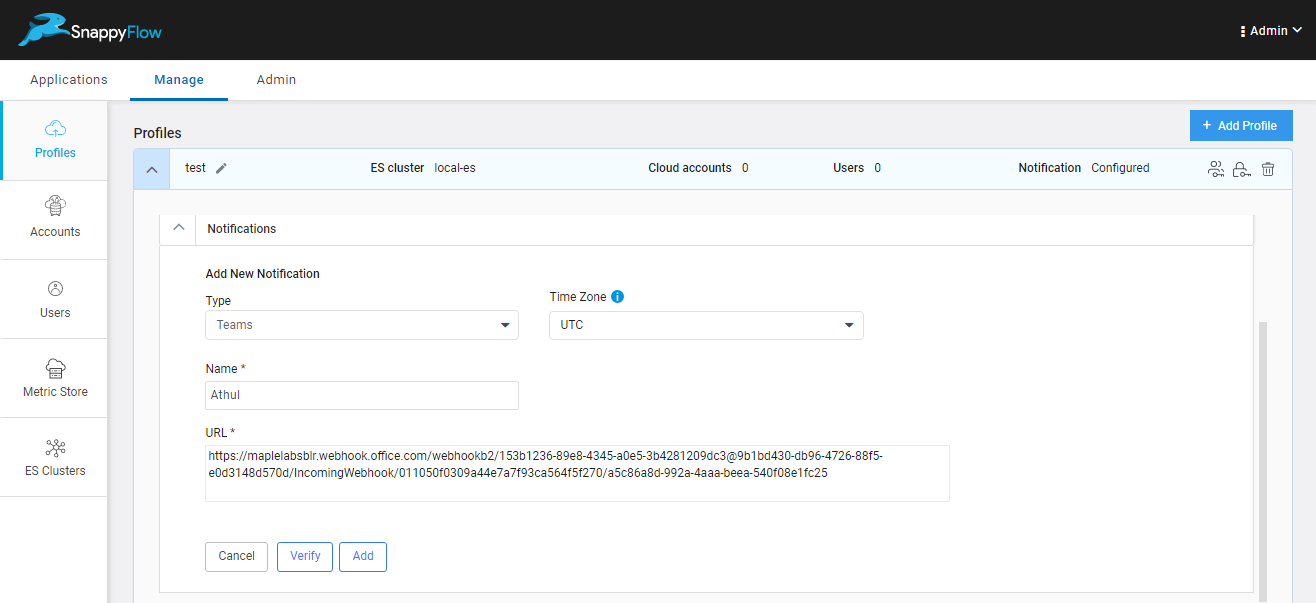 SnappyFlow
Admin
Applications
Manage
Admin
Profiles
Accounts
Users
Metric Store
ES Clusters
Profiles
+ Add Profile
test
ES cluster local-es
Cloud accounts 0
Users 0
Notification Configured
Notifications
Add New Notification
Type
Teams
Time Zone i
UTC
Name *
Athul
URL *
https://maplelabsblr.webhook.office.com/webhookb2/153b1236-89e8-4345-a0e5-3b4281209dc3@9b1bd430-db96-4726-88f5-
e0d3148d570d/IncomingWebhook/011050f0309a44e7a7f93ca564f5f270/a5c86a8d-992a-4aaa-beea-540f08e1fc25
Cancel
Verify
Add